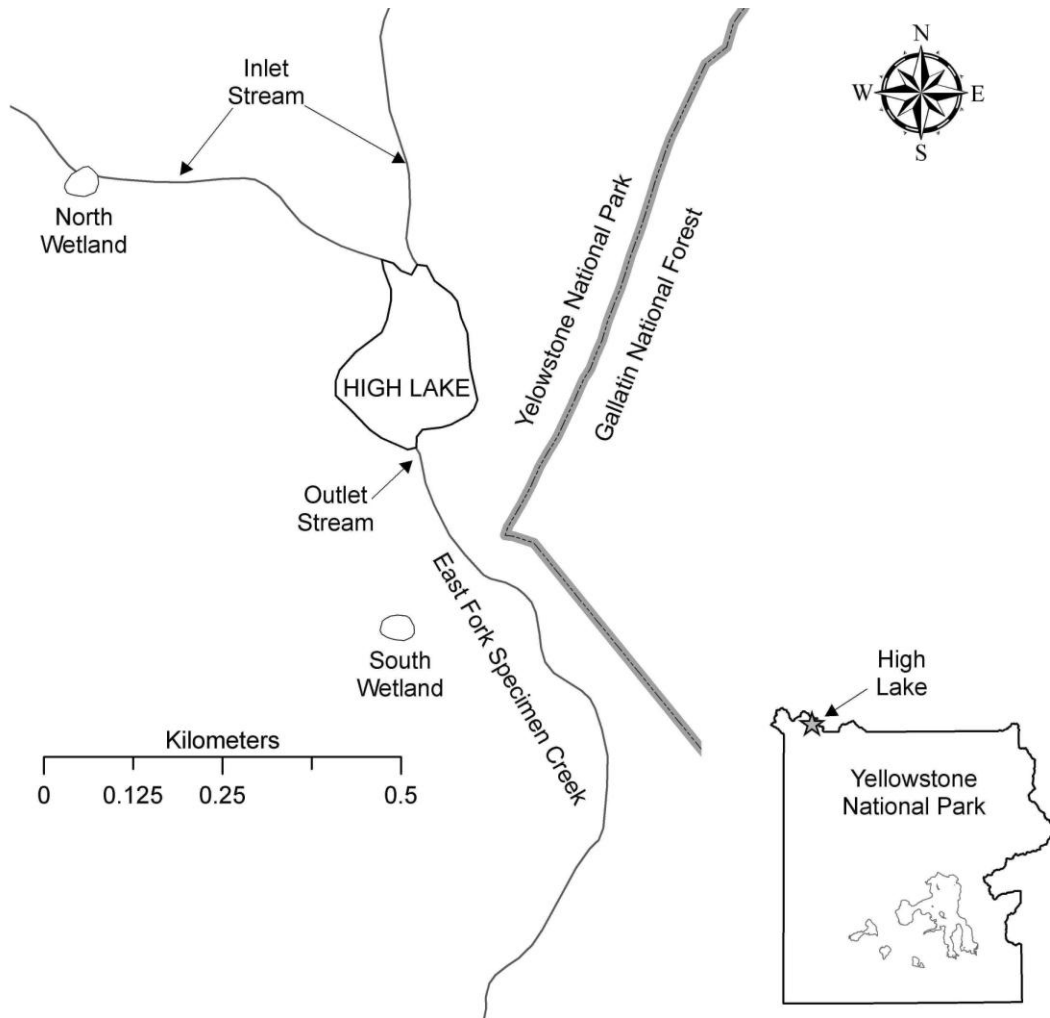 Inlet
Stream
N
W
E
S
North
Wetland
Yelowstone National Park
Gallatin National Forest
HIGH LAKE
Outlet
Stream
East Fork Specimen Creek
South
Wetland
High
Lake
Kilometers
0
0.125
0.25
0.5
Yellowstone
National Park